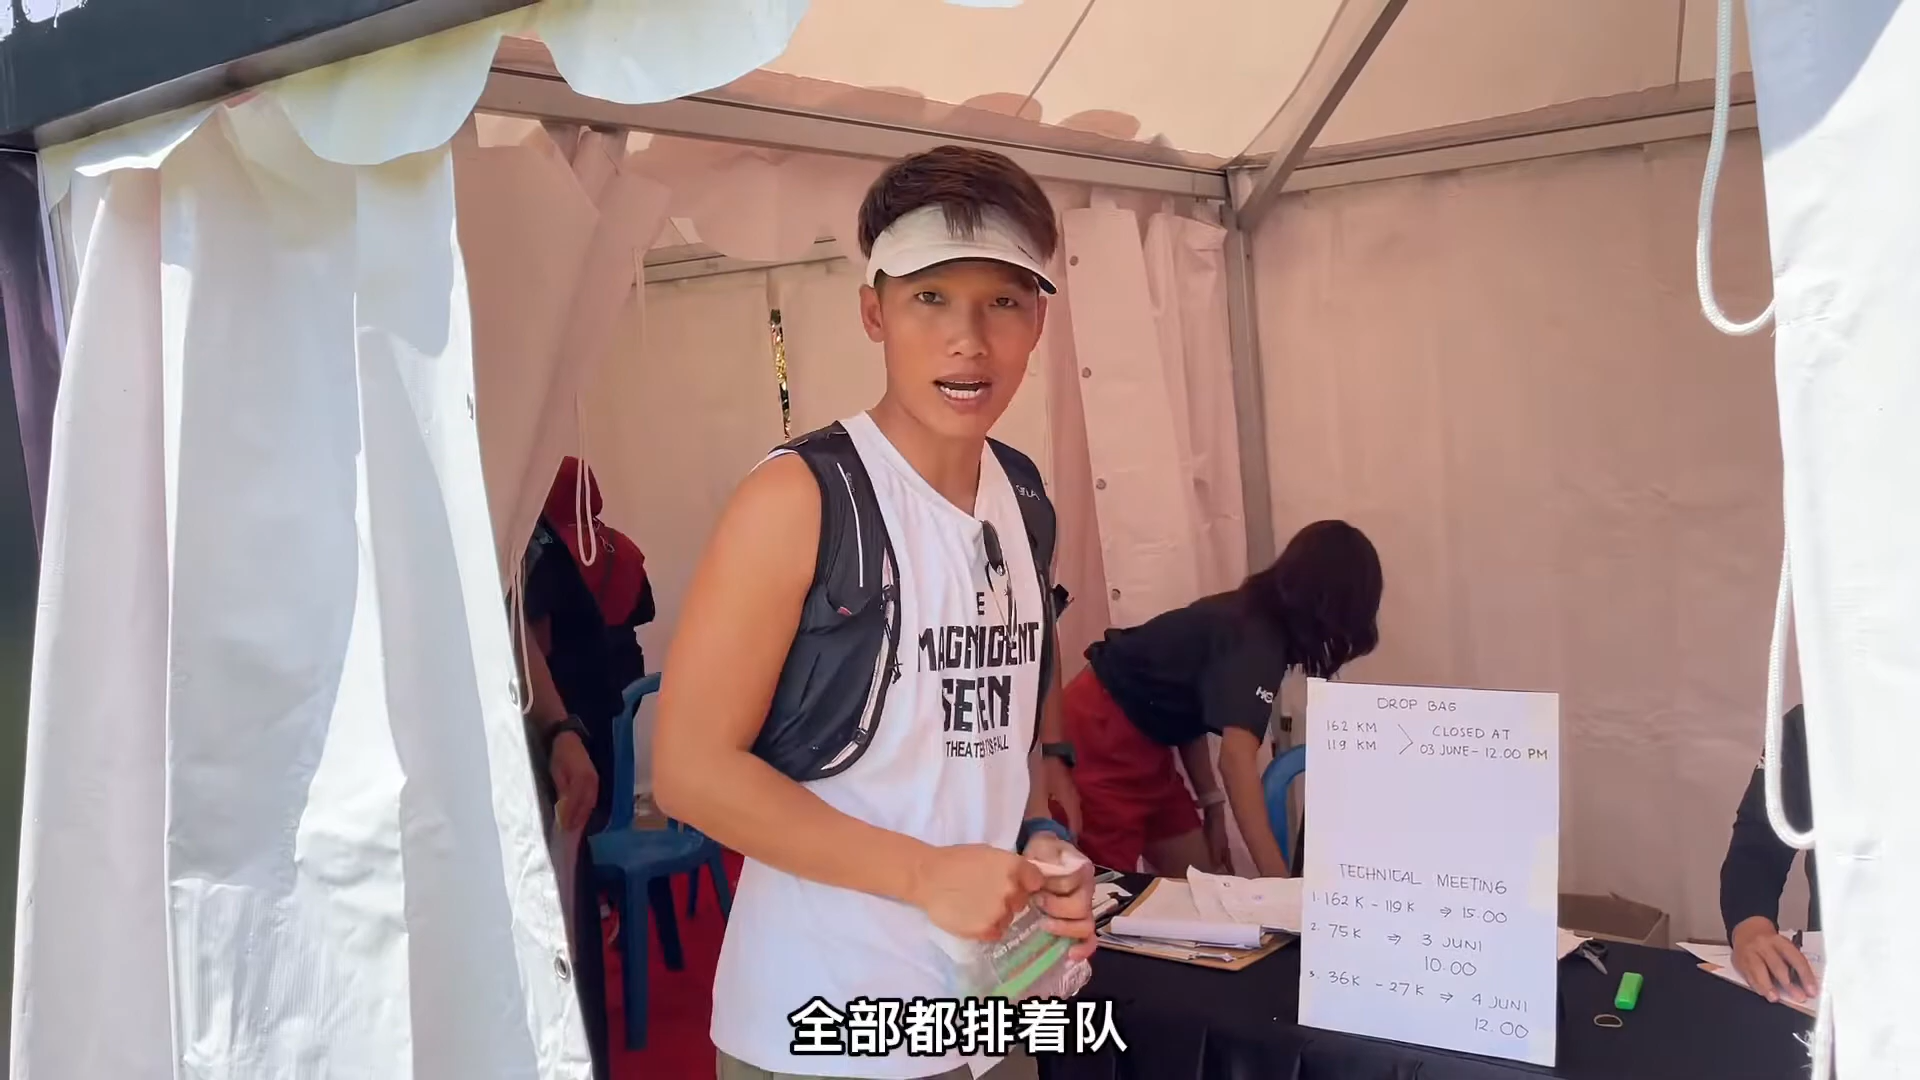 MAGNIFICENT
SEVEN
DROP BAG
162 KM
119 KM
CLOSED AT
03 JUNE - 12.00 PM
TECHNICAL MEETING
1. 162 K - 119 K ⇒ 15.00
2. 75 K ⇒ 3 JUNI
10.00
3. 36 K - 27 K ⇒ 4 JUNI
12.00
全部都排着队